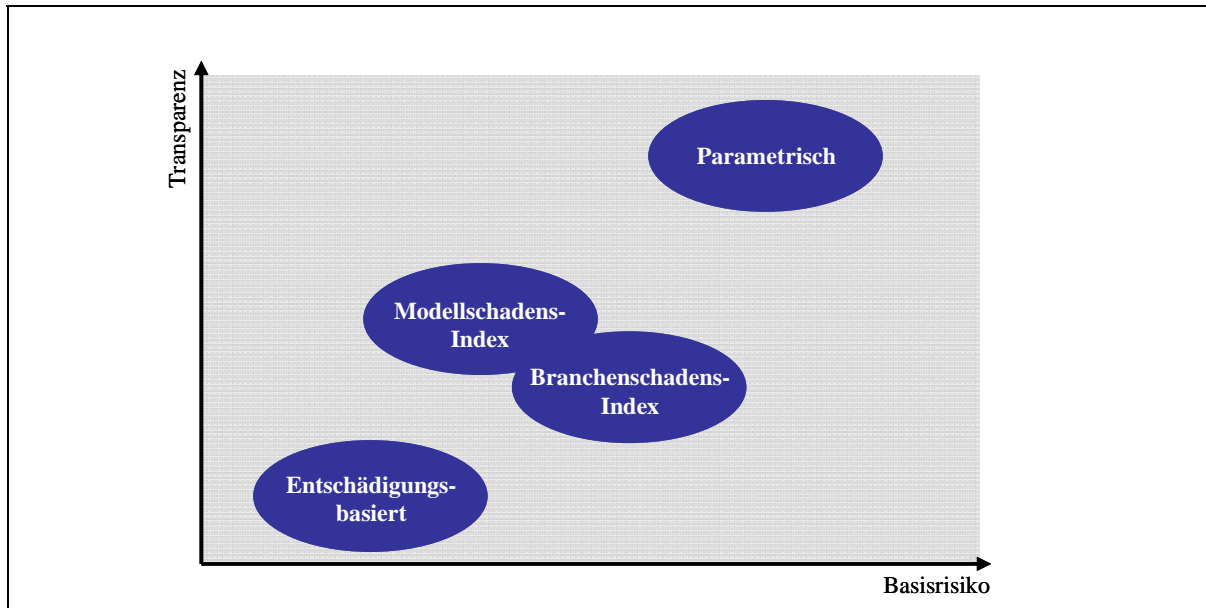 Transparenz
Parametrisch
Modellschadens-
Index
Branchenschadens-
Index
Entschädigungs-
basiert
Basisrisiko